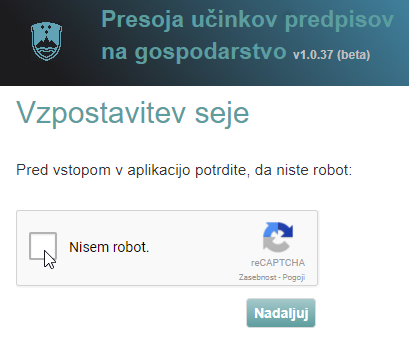 Presoja učinkov predpisov
na gospodarstvo v1.0.37 (beta)
Vzpostavitev seje
Pred vstopom v aplikacijo potrdite, da niste robot:
Nisem robot.
reCAPTCHA
Zasebnost - Pogoji
Nadaljuj